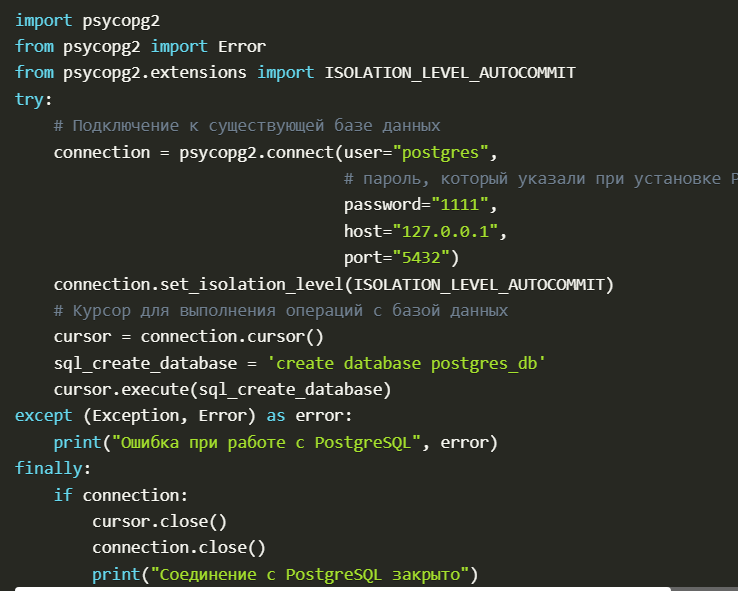 import psycopg2
from psycopg2 import Error
from psycopg2.extensions import ISOLATION_LEVEL_AUTOCOMMIT
try:
    # Подключение к существующей базе данных
    connection = psycopg2.connect(user="postgres",
                                  # пароль, который указали при установке
                                  password="1111",
                                  host="127.0.0.1",
                                  port="5432")
    connection.set_isolation_level(ISOLATION_LEVEL_AUTOCOMMIT)
    # Курсор для выполнения операций с базой данных
    cursor = connection.cursor()
    sql_create_database = 'create database postgres_db'
    cursor.execute(sql_create_database)
except (Exception, Error) as error:
    print("Ошибка при работе с PostgreSQL", error)
finally:
    if connection:
        cursor.close()
        connection.close()
        print("Соединение с PostgreSQL закрыто")